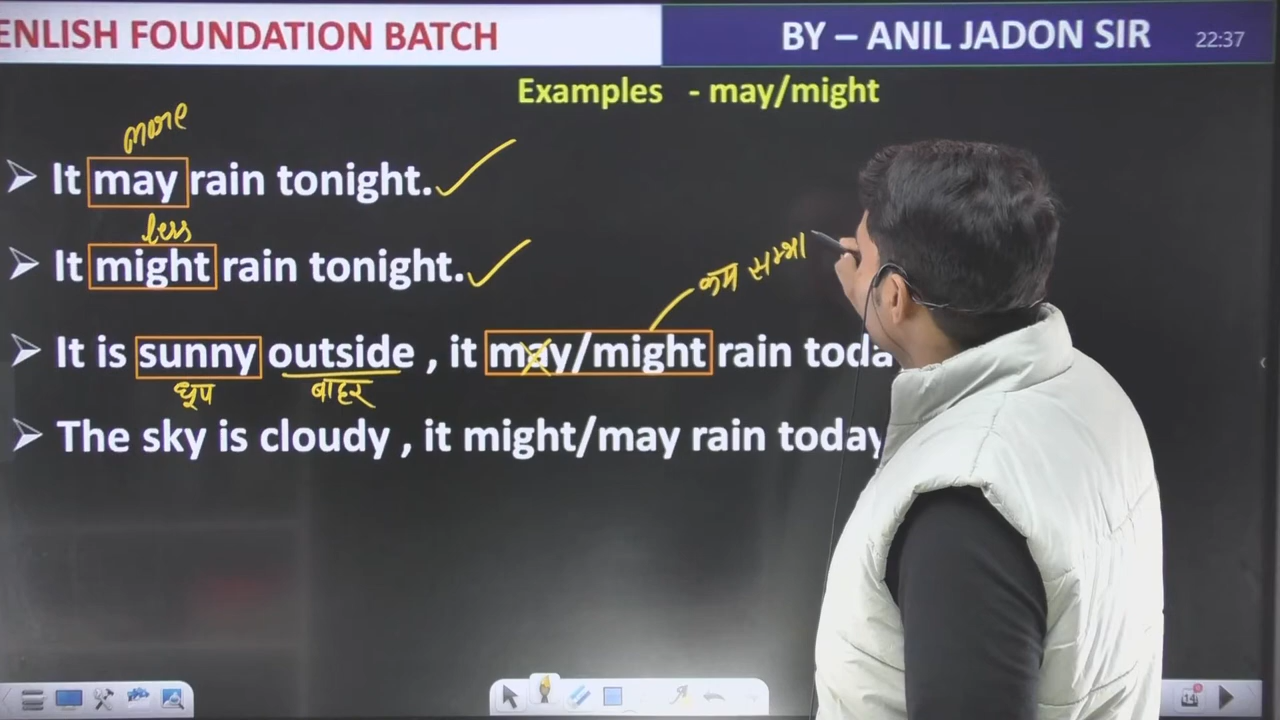 ENLISH FOUNDATION BATCH
BY – ANIL JADON SIR
22:37
Examples - may/might
more
It may rain tonight.
less
It might rain tonight.
कम सम्भा
It is sunny outside , it may/might rain toda
धूप बाहर
The sky is cloudy , it might/may rain today
14